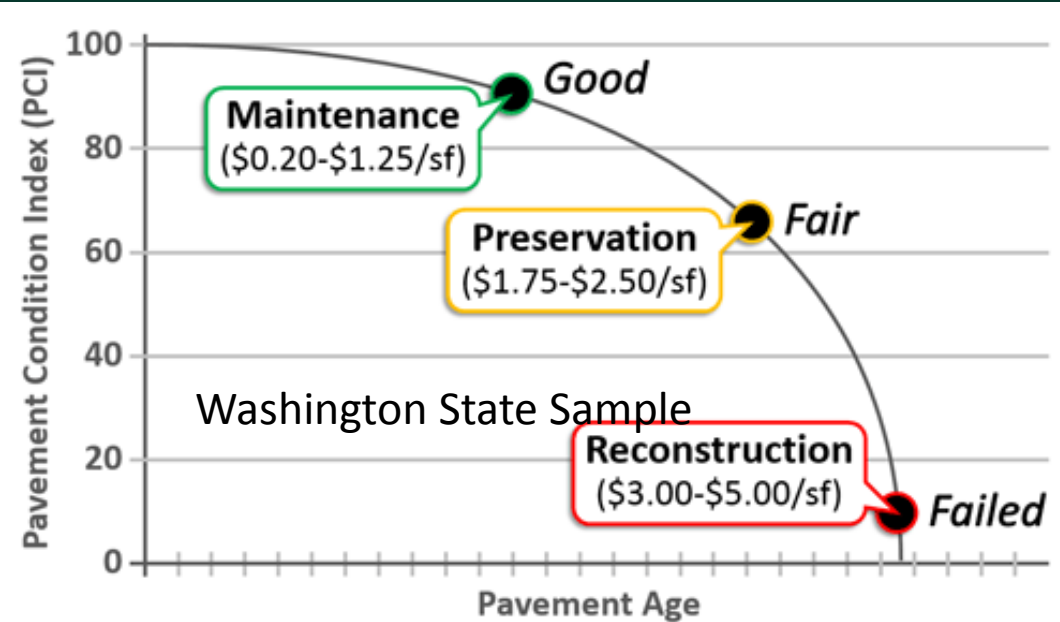 Pavement Condition Index (PCI)
100
80
60
40
20
0
Good
Maintenance
($0.20-$1.25/sf)
Fair
Preservation
($1.75-$2.50/sf)
Washington State Sample
Reconstruction
($3.00-$5.00/sf)
Failed
Pavement Age